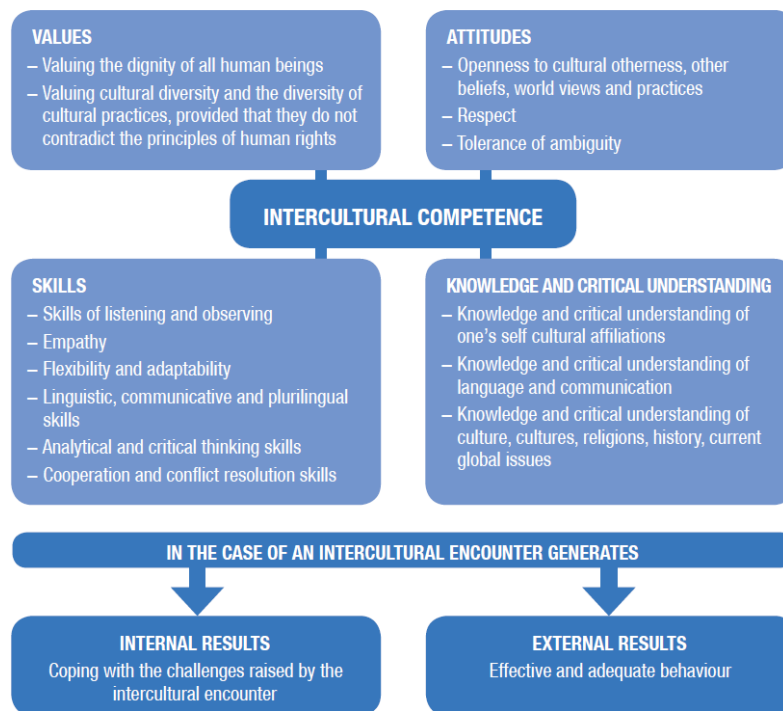 VALUES
– Valuing the dignity of all human beings
– Valuing cultural diversity and the diversity of
cultural practices, provided that they do not
contradict the principles of human rights
ATTITUDES
– Openness to cultural otherness, other
beliefs, world views and practices
– Respect
– Tolerance of ambiguity
INTERCULTURAL COMPETENCE
SKILLS
– Skills of listening and observing
– Empathy
– Flexibility and adaptability
– Linguistic, communicative and plurilingual
skills
– Analytical and critical thinking skills
– Cooperation and conflict resolution skills
KNOWLEDGE AND CRITICAL UNDERSTANDING
– Knowledge and critical understanding of
one's self cultural affiliations
– Knowledge and critical understanding of
language and communication
– Knowledge and critical understanding of
culture, cultures, religions, history, current
global issues
IN THE CASE OF AN INTERCULTURAL ENCOUNTER GENERATES
INTERNAL RESULTS
Coping with the challenges raised by the
intercultural encounter
EXTERNAL RESULTS
Effective and adequate behaviour